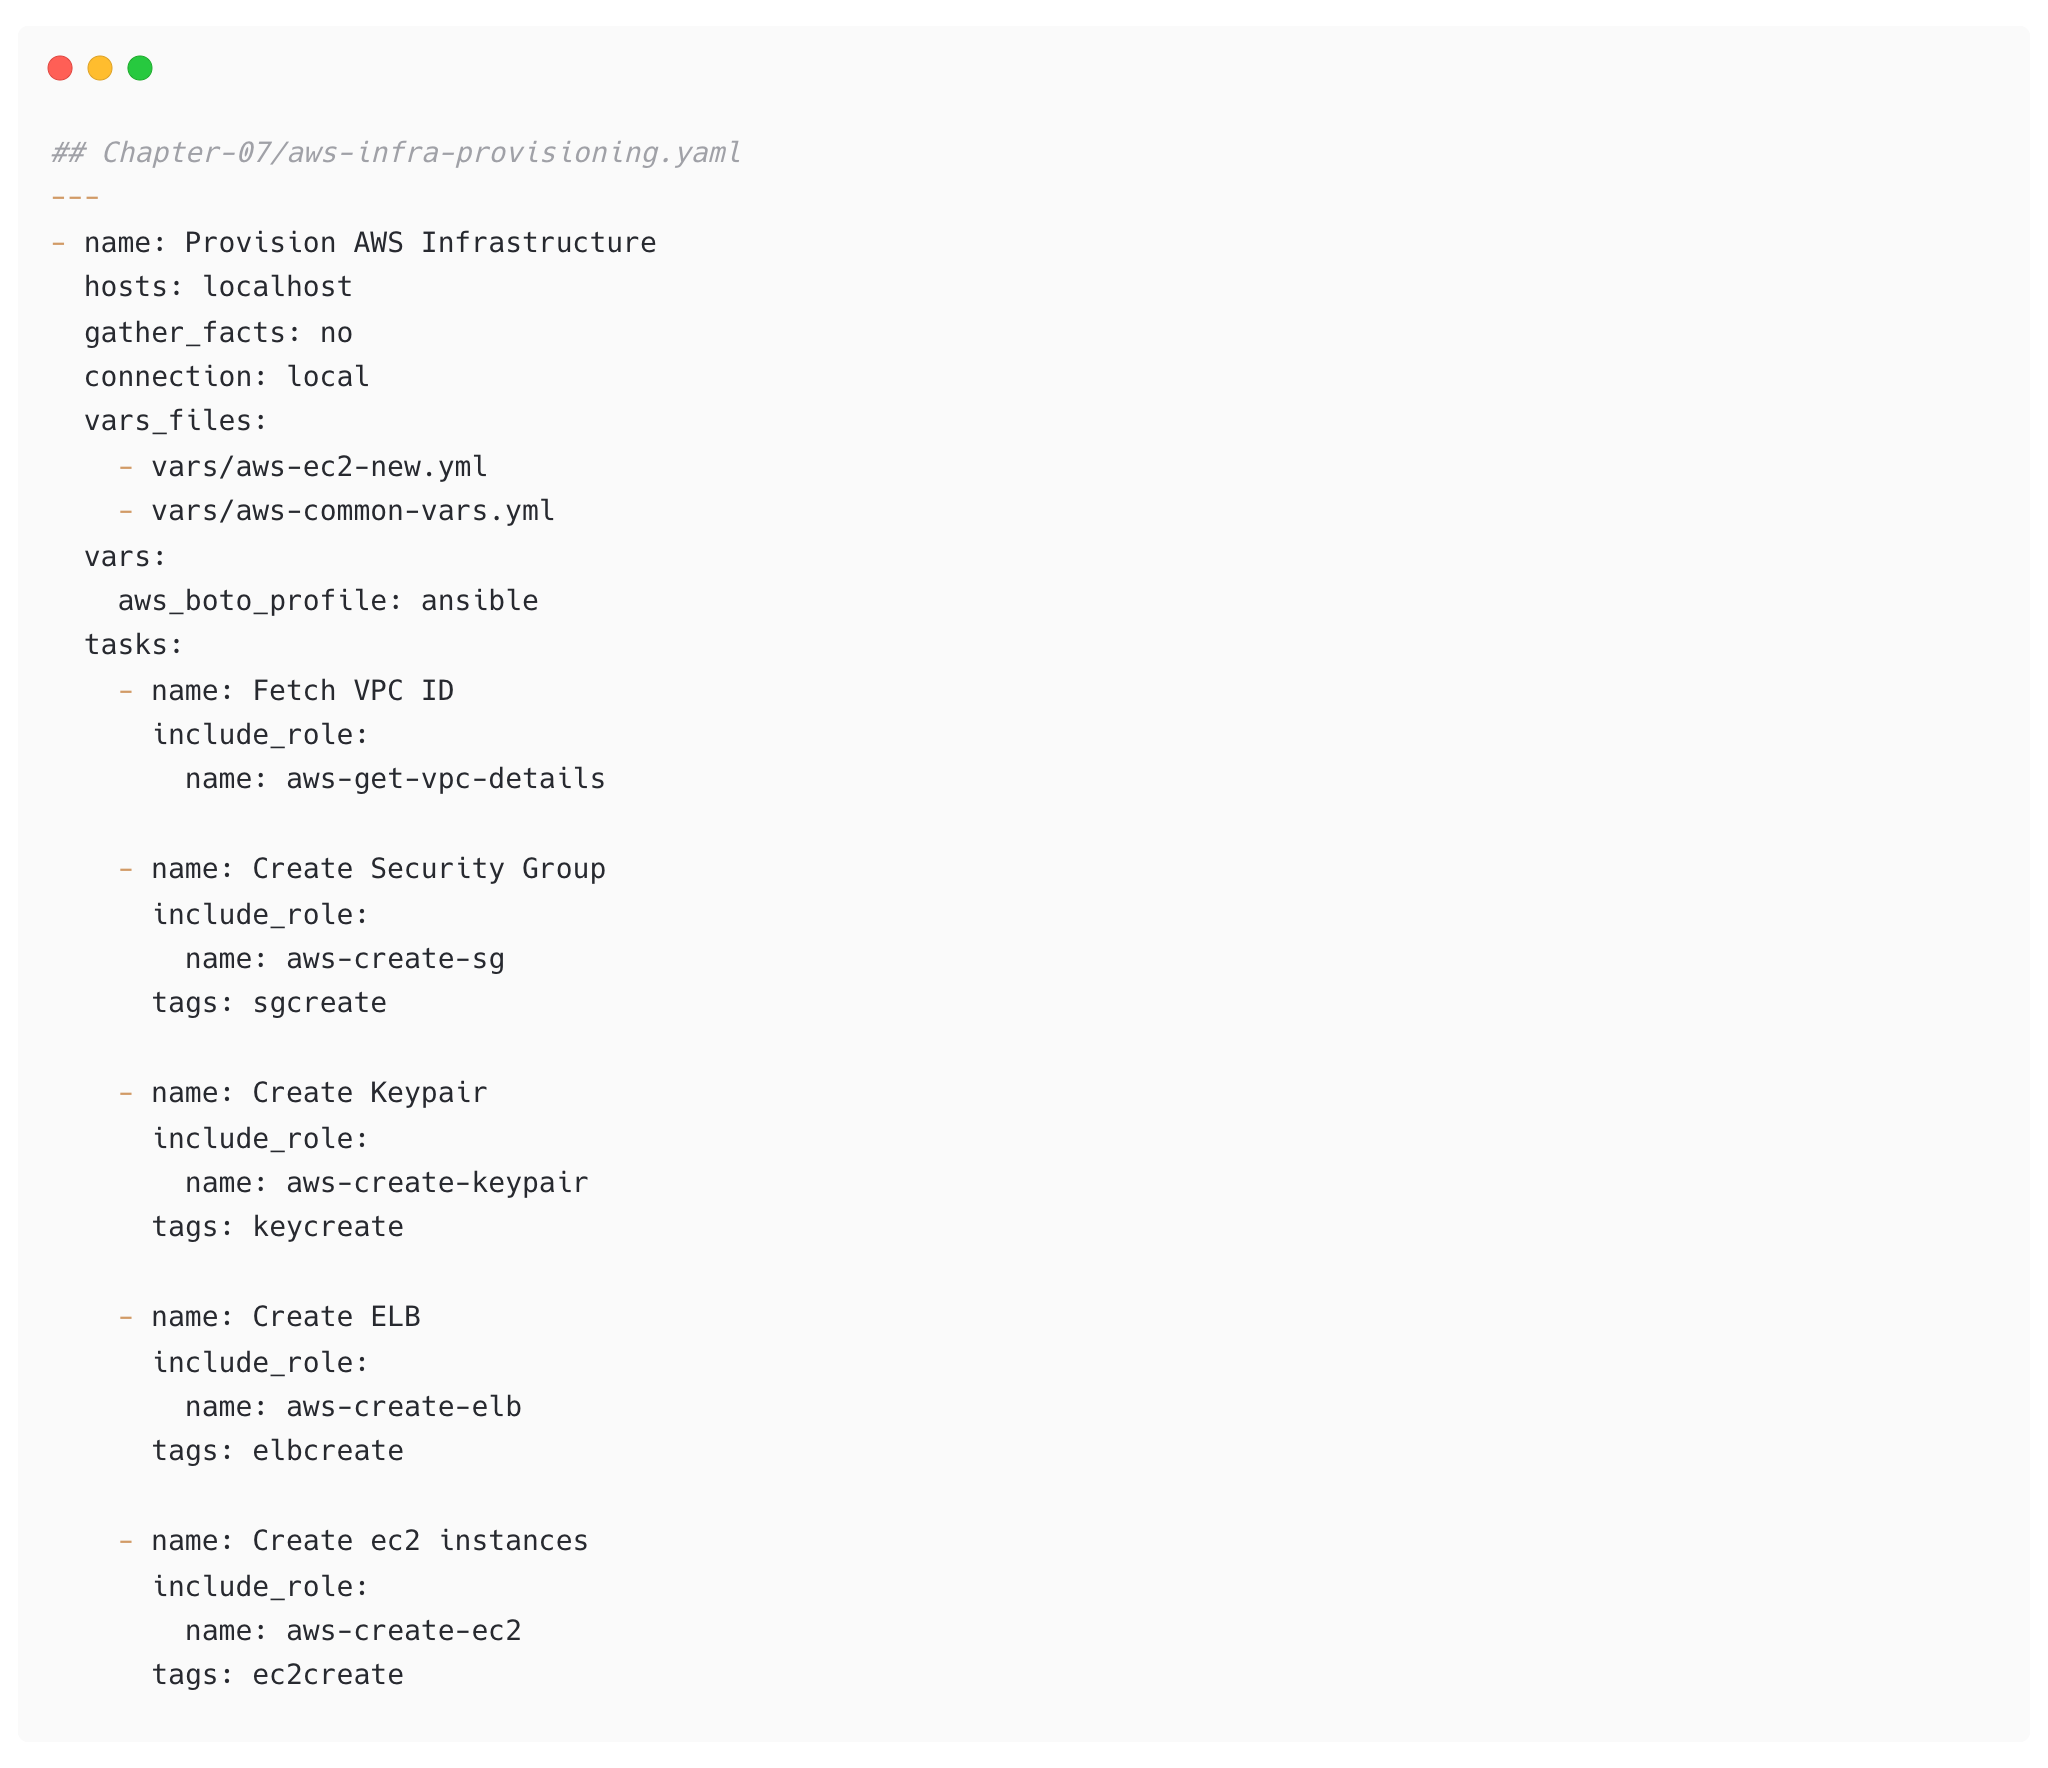 ## Chapter-07/aws-infra-provisioning.yaml
---
- name: Provision AWS Infrastructure
  hosts: localhost
  gather_facts: no
  connection: local
  vars_files:
    - vars/aws-ec2-new.yml
    - vars/aws-common-vars.yml
  vars:
    aws_boto_profile: ansible
  tasks:
    - name: Fetch VPC ID
      include_role:
        name: aws-get-vpc-details

    - name: Create Security Group
      include_role:
        name: aws-create-sg
      tags: sgcreate

    - name: Create Keypair
      include_role:
        name: aws-create-keypair
      tags: keycreate

    - name: Create ELB
      include_role:
        name: aws-create-elb
      tags: elbcreate

    - name: Create ec2 instances
      include_role:
        name: aws-create-ec2
      tags: ec2create